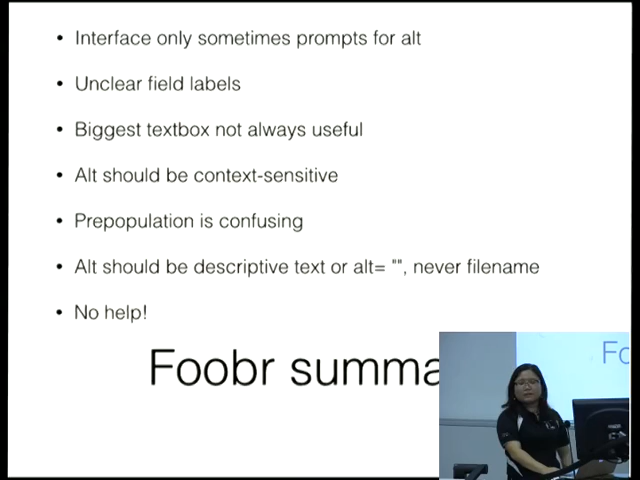 • Interface only sometimes prompts for alt
• Unclear field labels
• Biggest textbox not always useful
• Alt should be context-sensitive
• Prepopulation is confusing
• Alt should be descriptive text or alt= "", never filename
• No help!
Foobr summa
Fo